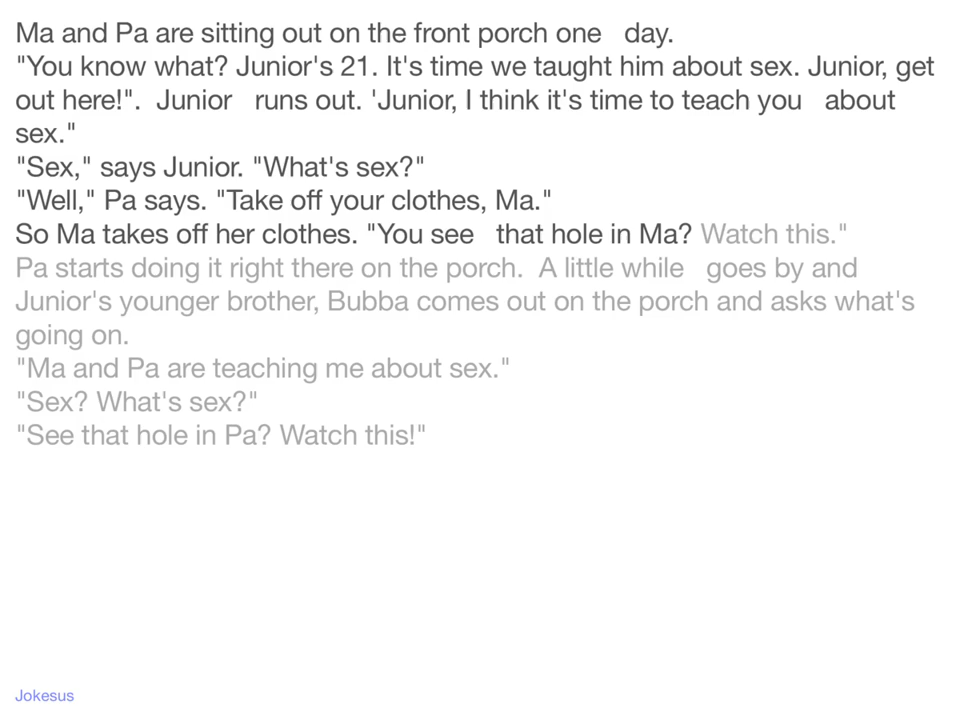 Ma and Pa are sitting out on the front porch one   day.
"You know what? Junior's 21. It's time we taught him about sex. Junior, get
out here!".  Junior   runs out. 'Junior, I think it's time to teach you   about
sex."
"Sex," says Junior. "What's sex?"
"Well," Pa says. "Take off your clothes, Ma."
So Ma takes off her clothes. "You see   that hole in Ma? Watch this."
Pa starts doing it right there on the porch.  A little while   goes by and
Junior's younger brother, Bubba comes out on the porch and asks what's
going on.
"Ma and Pa are teaching me about sex."
"Sex? What's sex?"
"See that hole in Pa? Watch this!"
Jokesus